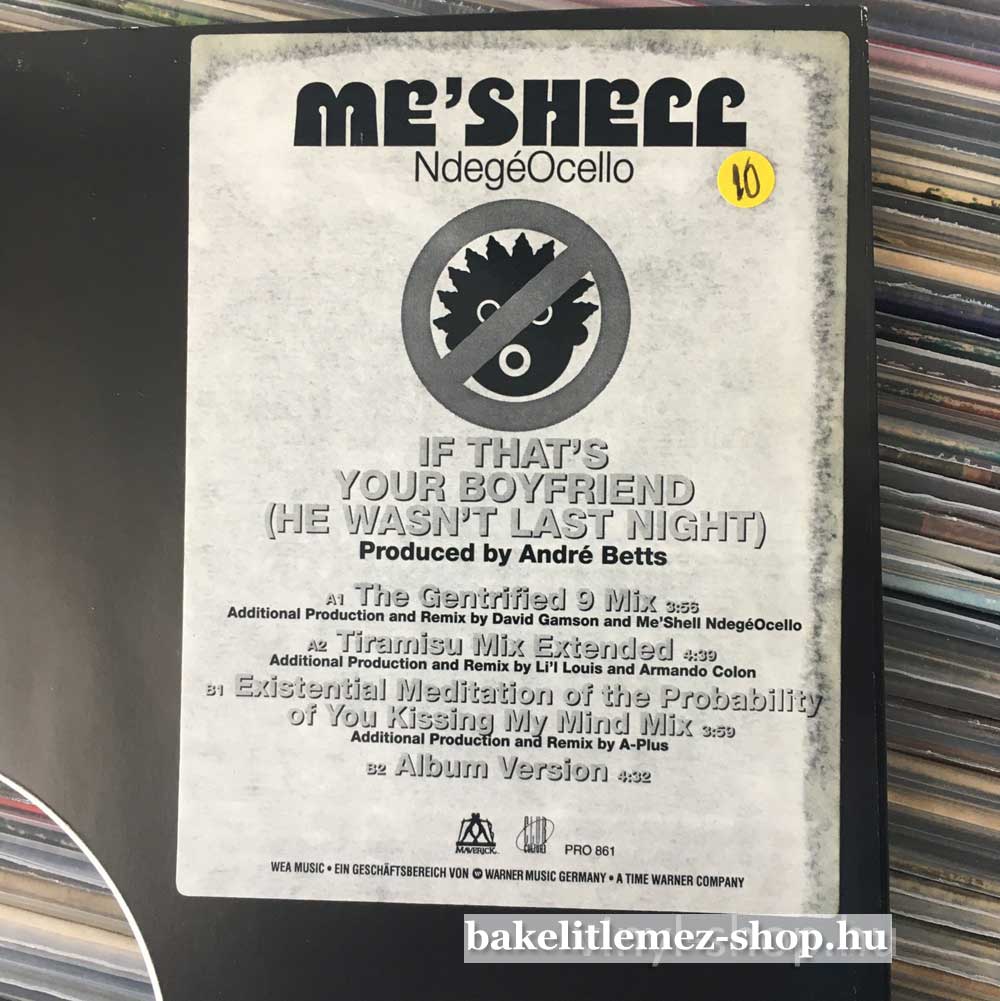 ME'SHELL
NdegéOcello
10
IF THAT'S
YOUR BOYFRIEND
(HE WASN'T LAST NIGHT)
Produced by André Betts
A1 The Gentrified 9 Mix 3:56
Additional Production and Remix by David Gamson and Me'Shell NdegéOcello
A2 Tiramisu Mix Extended 4:39
Additional Production and Remix by Li'l Louis and Armando Colon
B1 Existential Meditation of the Probability
of You Kissing My Mind Mix 3:59
Additional Production and Remix by A-Plus
B2 Album Version 4:32
MAVERICK
PRO 861
WEA MUSIC • EIN GESCHÄFTSBEREICH VON WARNER MUSIC GERMANY • A TIME WARNER COMPANY
bakelitlemez-shop.hu